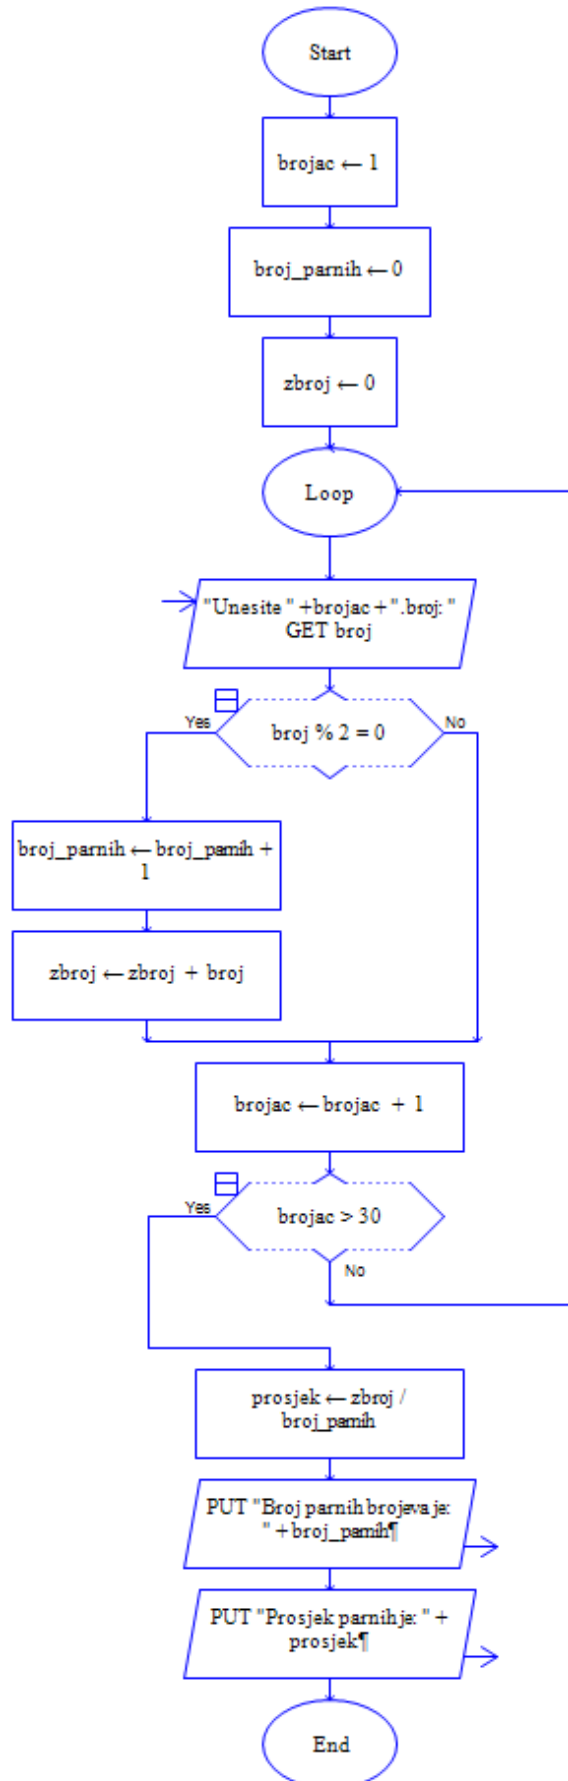 Start
brojac ← 1
broj_parnih ← 0
zbroj ← 0
Loop
"Unesite " +brojac + ".broj: "
GET broj
Yes
broj % 2 = 0
No
broj_parnih ← broj_parnih +
1
zbroj ← zbroj + broj
brojac ← brojac + 1
Yes
brojac > 30
No
prosjek ← zbroj /
broj_parnih
PUT "Broj parnih brojeva je:
" + broj_parnih¶
PUT "Prosjek parnih je: " +
prosjek¶
End